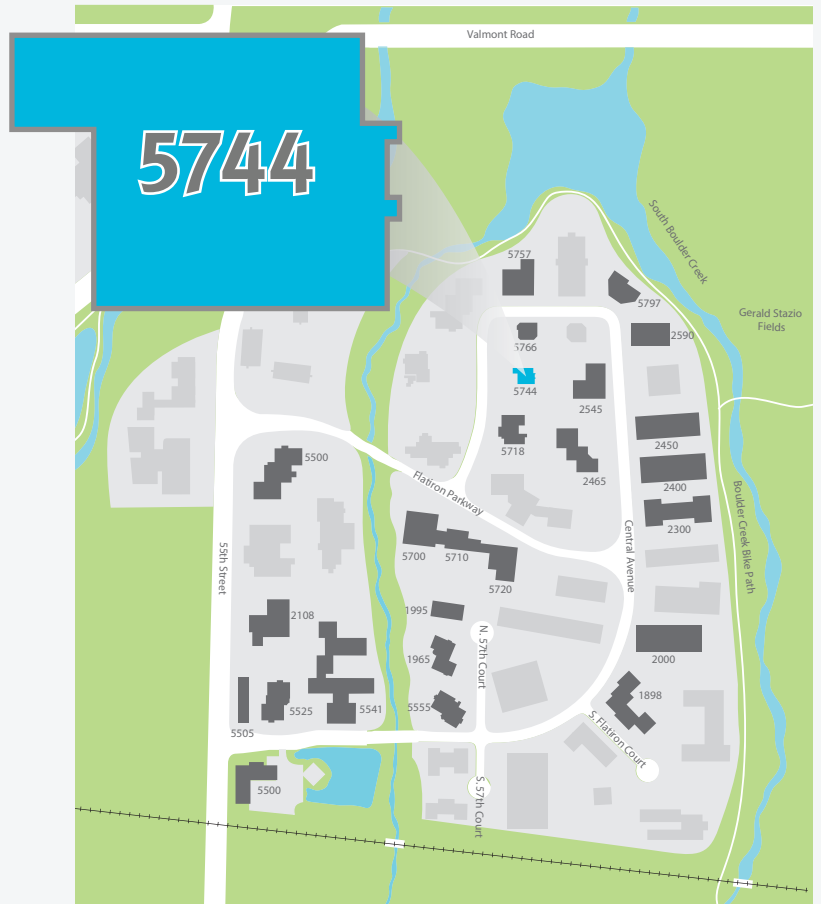 Valmont Road
5744
South Boulder Creek
5757
5797
Gerald Stazio
Fields
5766
2590
5744
2545
5718
2450
2465
5500
2400
Flatiron Parkway
2300
Boulder Creek Bike Path
55th Street
Central Avenue
5700
5710
5720
1995
2108
N. 57th Court
1965
2000
1898
5555
5525
5541
5505
S. Flatiron Court
5500
S. 57th Court